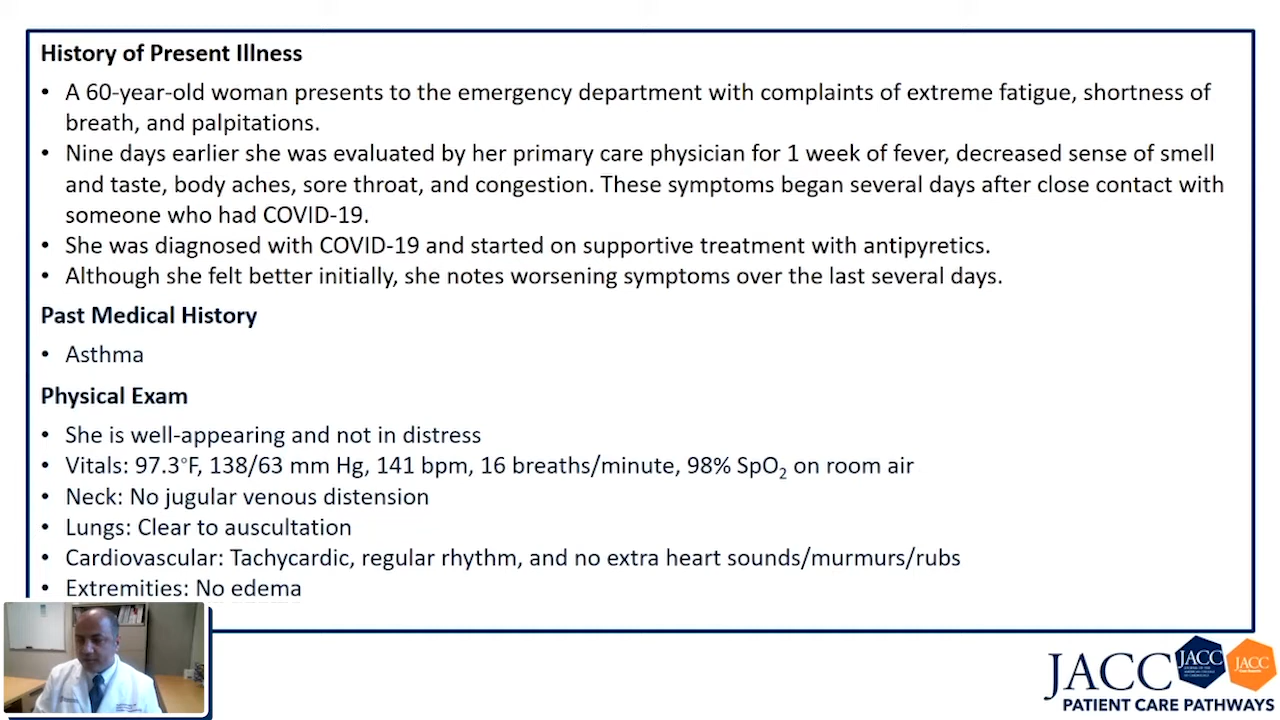 History of Present Illness
• A 60-year-old woman presents to the emergency department with complaints of extreme fatigue, shortness of
breath, and palpitations.
• Nine days earlier she was evaluated by her primary care physician for 1 week of fever, decreased sense of smell
and taste, body aches, sore throat, and congestion. These symptoms began several days after close contact with
someone who had COVID-19.
• She was diagnosed with COVID-19 and started on supportive treatment with antipyretics.
• Although she felt better initially, she notes worsening symptoms over the last several days.
Past Medical History
• Asthma
Physical Exam
• She is well-appearing and not in distress
• Vitals: 97.3°F, 138/63 mm Hg, 141 bpm, 16 breaths/minute, 98% SpO₂ on room air
• Neck: No jugular venous distension
• Lungs: Clear to auscultation
• Cardiovascular: Tachycardic, regular rhythm, and no extra heart sounds/murmurs/rubs
• Extremities: No edema
JACC JACC JACC
PATIENT CARE PATHWAYS